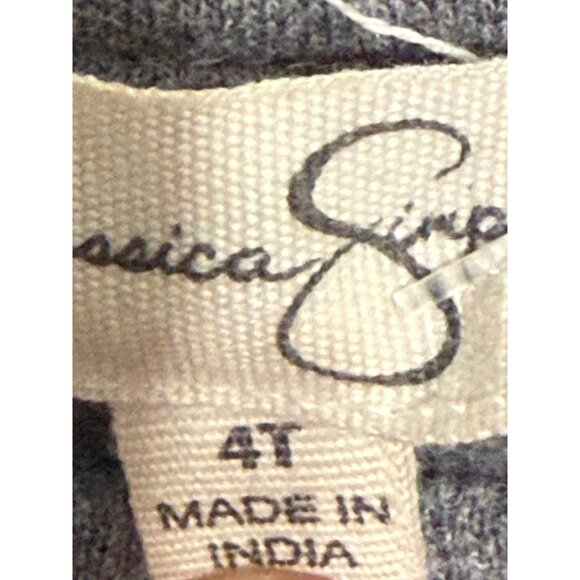 ssica Simp
4T
MADE IN
INDIA